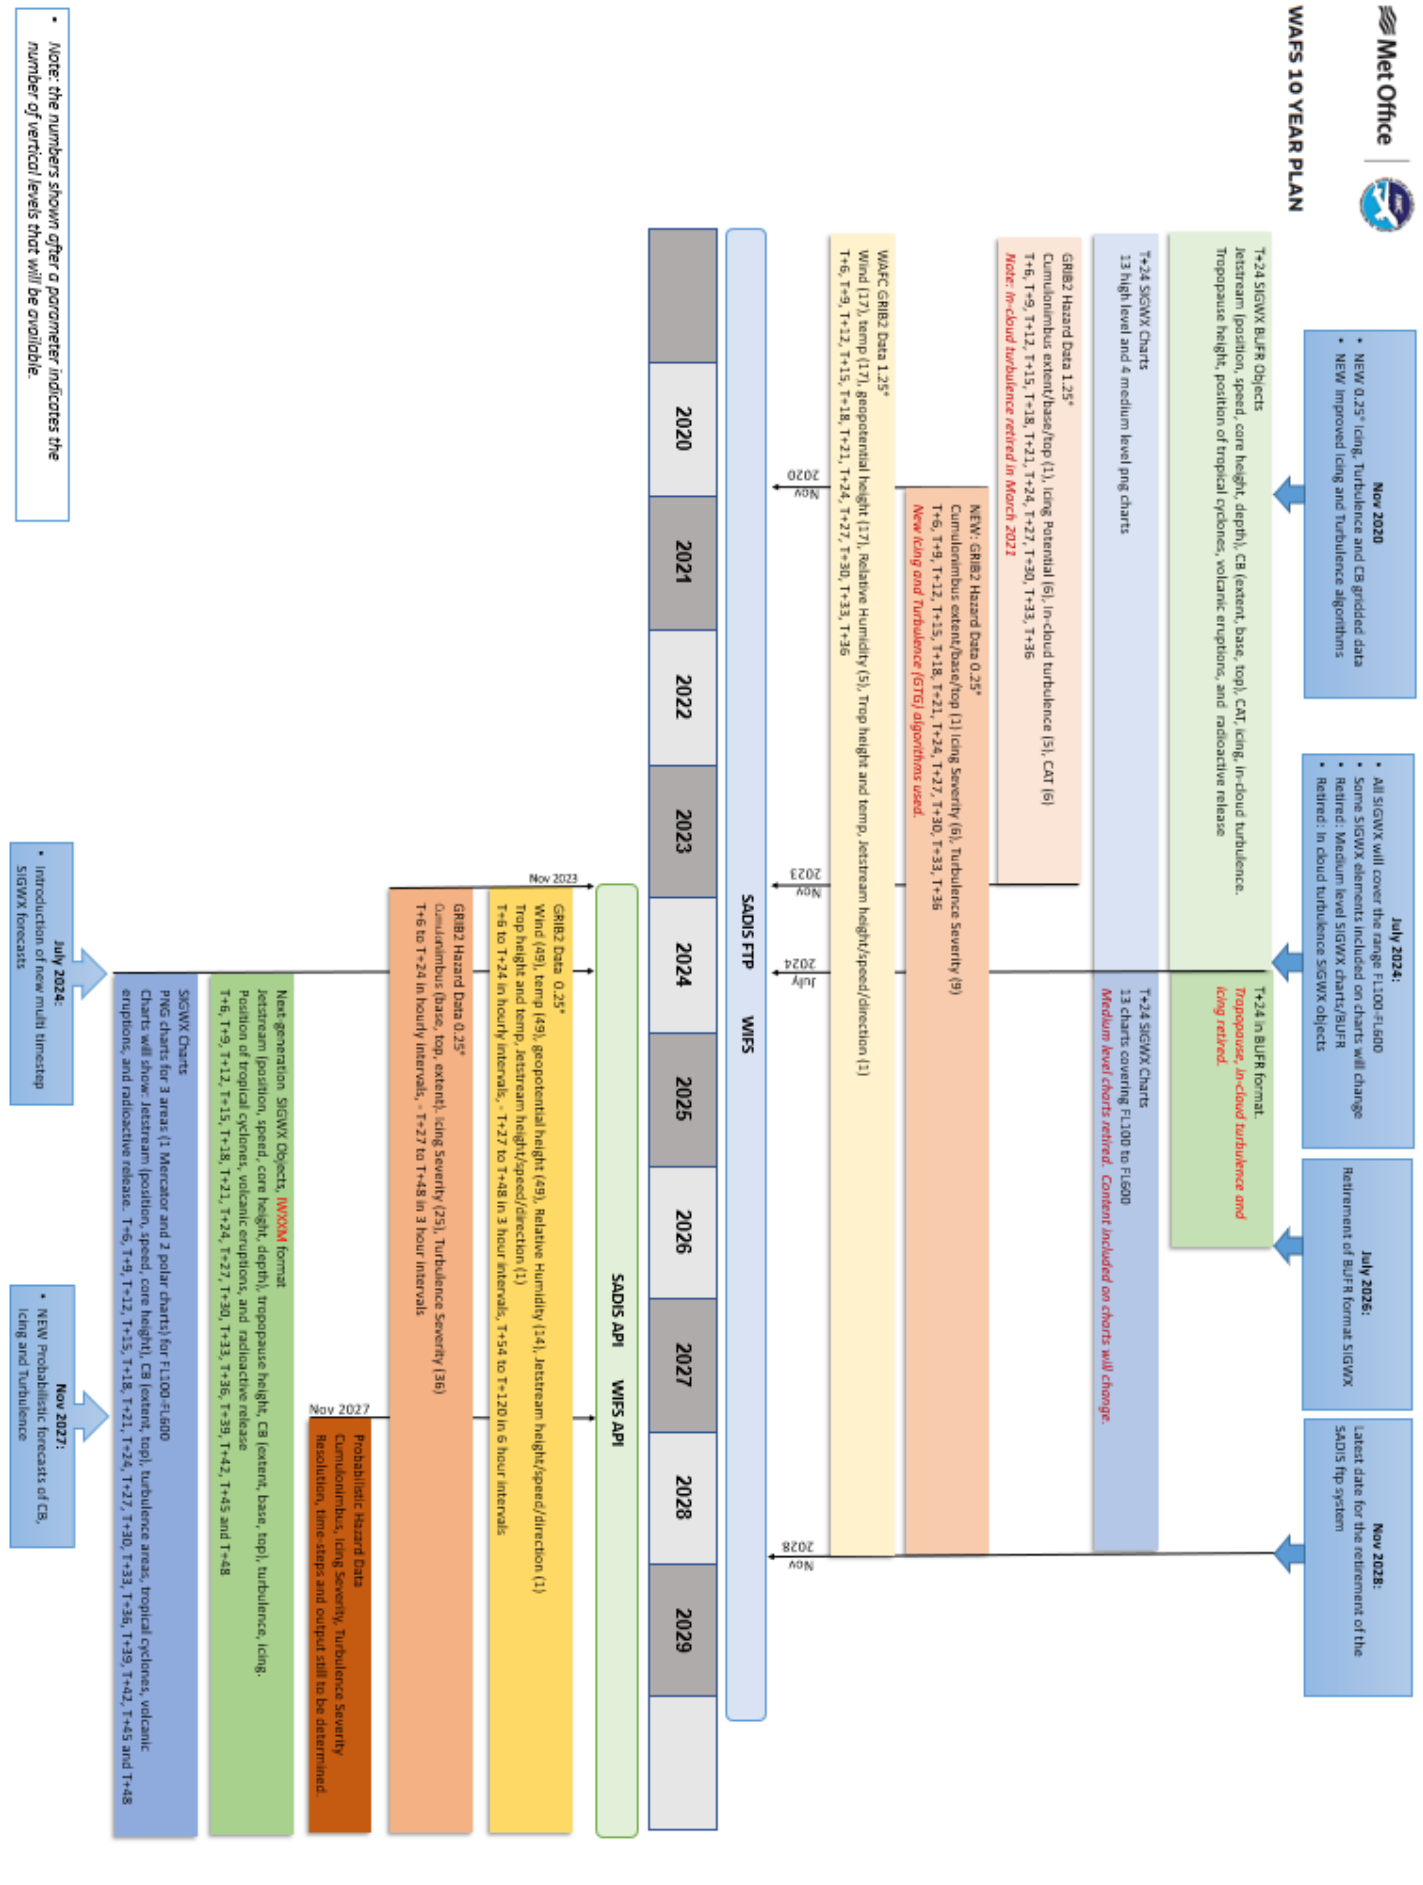 Met Office
WAFS 10 YEAR PLAN
Nov 2020
• NEW 0.25° Icing, Turbulence and CB gridded data
• NEW Improved Icing and Turbulence algorithms
July 2024:
• All SIGWX will cover the range FL100-FL600
• Some SIGWX elements included on charts will change
• Retired: Medium level SIGWX charts/BUFR
• Retired: In cloud turbulence SIGWX objects
July 2026:
Retirement of BUFR format SIGWX
Nov 2028:
Latest date for the retirement of the
SADIS ftp system
T+24 SIGWX BUFR Objects
Jetstream (position, speed, core height, depth), CB (extent, base, top), CAT, icing, in-cloud turbulence.
Tropopause height, position of tropical cyclones, volcanic eruptions, and radioactive release
T+24 in BUFR format.
Tropopause, in-cloud turbulence and
icing retired.
T+24 SIGWX Charts
13 high level and 4 medium level png charts
T+24 SIGWX Charts
13 charts covering FL100 to FL600
Medium level charts retired. Content included on charts will change.
GRIB2 Hazard Data 1.25°
Cumulonimbus extent/base/top (1), Icing Potential (6), In-cloud turbulence (5), CAT (6)
T+6, T+9, T+12, T+15, T+18, T+21, T+24, T+27, T+30, T+33, T+36
Note: In-cloud turbulence retired in March 2021
NEW: GRIB2 Hazard Data 0.25°
Cumulonimbus extent/base/top (1) Icing Severity (6), Turbulence Severity (9)
T+6, T+9, T+12, T+15, T+18, T+21, T+24, T+27, T+30, T+33, T+36
New Icing and Turbulence (GTG) algorithms used.
WAFC GRIB2 Data 1.25°
Wind (17), temp (17), geopotential height (17), Relative Humidity (5), Trop height and temp, Jetstream height/speed/direction (1)
T+6, T+9, T+12, T+15, T+18, T+21, T+24, T+27, T+30, T+33, T+36
Nov
2020
Nov
2023
July
2024
Nov
2028
SADIS FTP WIFS
2020 2021 2022 2023 2024 2025 2026 2027 2028 2029
SADIS API WIFS API
Nov 2023
GRIB2 Data 0.25°
Wind (49), temp (49), geopotential height (49), Relative Humidity (14), Jetstream height/speed/direction (1)
Trop height and temp, Jetstream height/speed/direction (1)
T+6 to T+24 in hourly intervals, - T+27 to T+48 in 3 hour intervals, T+54 to T+120 in 6 hour intervals
GRIB2 Hazard Data 0.25°
Cumulonimbus (base, top, extent), Icing Severity (25), Turbulence Severity (36)
T+6 to T+24 in hourly intervals, - T+27 to T+48 in 3 hour intervals
Nov 2027
Probabilistic Hazard Data
Cumulonimbus, Icing Severity, Turbulence Severity
Resolution, time-steps and output still to be determined.
Next-generation SIGWX Objects, IWXXM format
Jetstream (position, speed, core height, depth), tropopause height, CB (extent, base, top), turbulence, icing.
Position of tropical cyclones, volcanic eruptions, and radioactive release
T+6, T+9, T+12, T+15, T+18, T+21, T+24, T+27, T+30, T+33, T+36, T+39, T+42, T+45 and T+48
SIGWX Charts
PNG charts for 3 areas (1 Mercator and 2 polar charts) for FL100-FL600
Charts will show: Jetstream (position, speed, core height), CB (extent, top), turbulence areas, tropical cyclones, volcanic
eruptions, and radioactive release. T+6, T+9, T+12, T+15, T+18, T+21, T+24, T+27, T+30, T+33, T+36, T+39, T+42, T+45 and T+48
• Note: the numbers shown after a parameter indicates the
number of vertical levels that will be available.
July 2024:
• Introduction of new multi timestep
SIGWX forecasts
Nov 2027:
• NEW Probabilistic forecasts of CB,
Icing and Turbulence